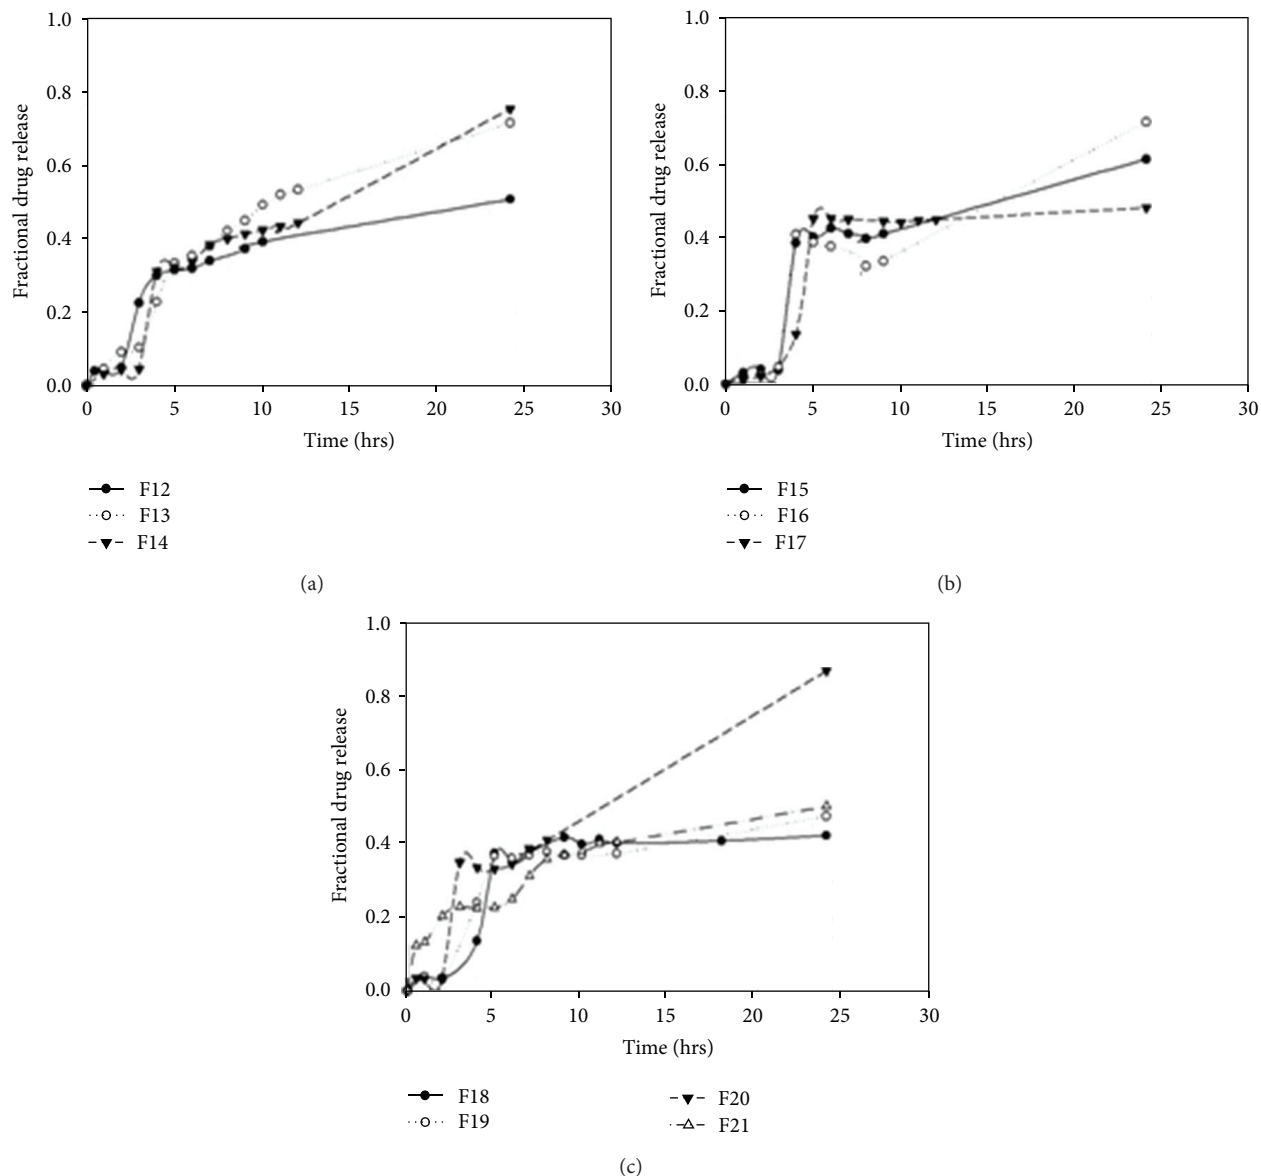 1.0
0.8
0.6
0.4
0.2
0.0
Fractional drug release
0 5 10 15 20 25 30
Time (hrs)
F12
F13
F14
(a)
1.0
0.8
0.6
0.4
0.2
0.0
Fractional drug release
0 5 10 15 20 25 30
Time (hrs)
F15
F16
F17
(b)
1.0
0.8
0.6
0.4
0.2
0.0
Fractional drug release
0 5 10 15 20 25 30
Time (hrs)
F18 F20
F19 F21
(c)